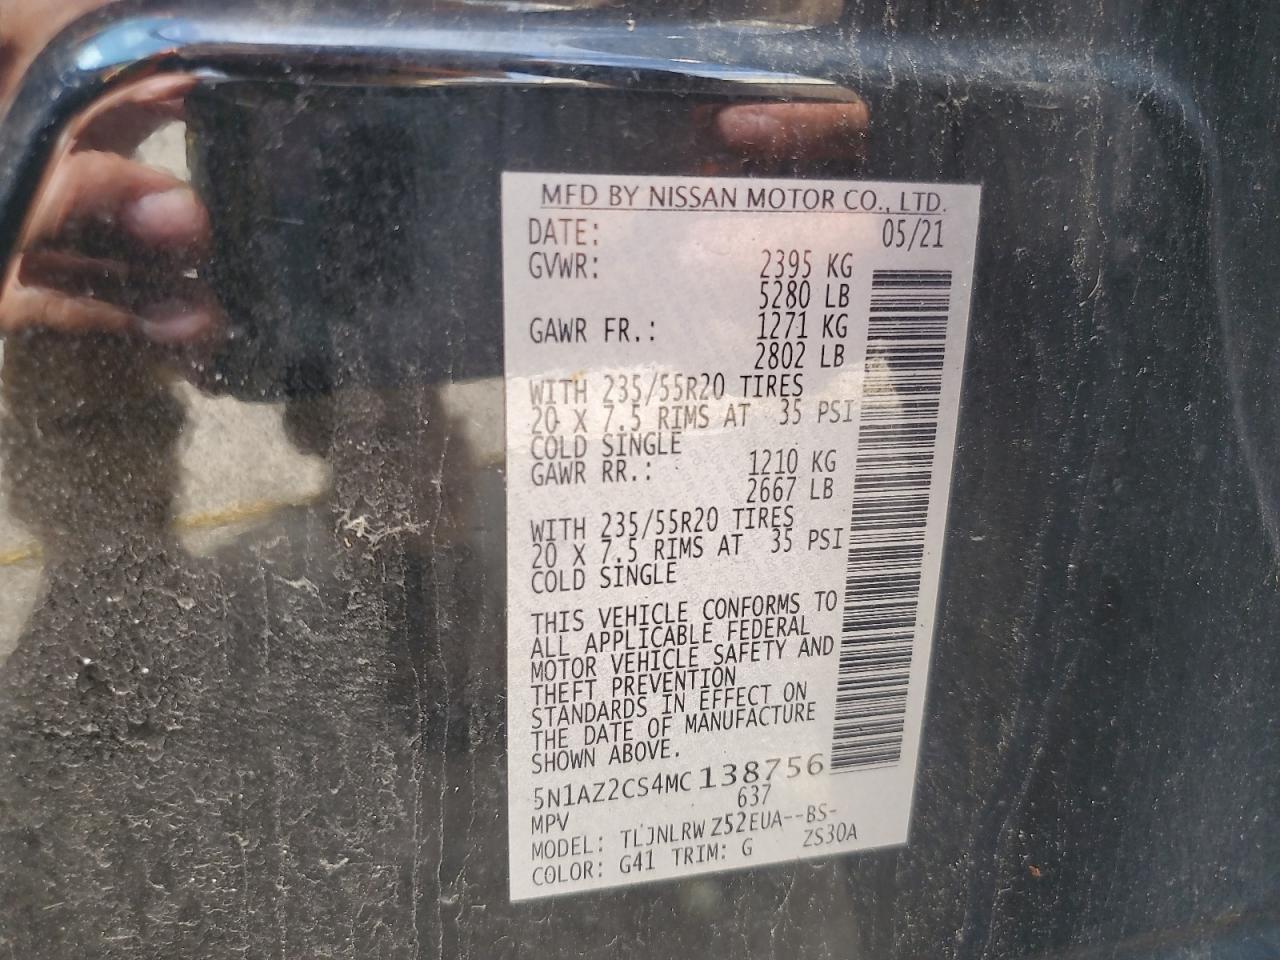 MFD BY NISSAN MOTOR CO., LTD.
DATE: 05/21
GVWR: 2395 KG
5280 LB
GAWR FR.: 1271 KG
2802 LB
WITH 235/55R20 TIRES
20 X 7.5 RIMS AT 35 PSI
COLD SINGLE
GAWR RR.: 1210 KG
2667 LB
WITH 235/55R20 TIRES
20 X 7.5 RIMS AT 35 PSI
COLD SINGLE
THIS VEHICLE CONFORMS TO
ALL APPLICABLE FEDERAL
MOTOR VEHICLE SAFETY AND
THEFT PREVENTION
STANDARDS IN EFFECT ON
THE DATE OF MANUFACTURE
SHOWN ABOVE.
5N1AZ2CS4MC138756
MPV 637
MODEL: TLJNLRWZ52EUA--BS-
COLOR: G41 TRIM: G ZS30A